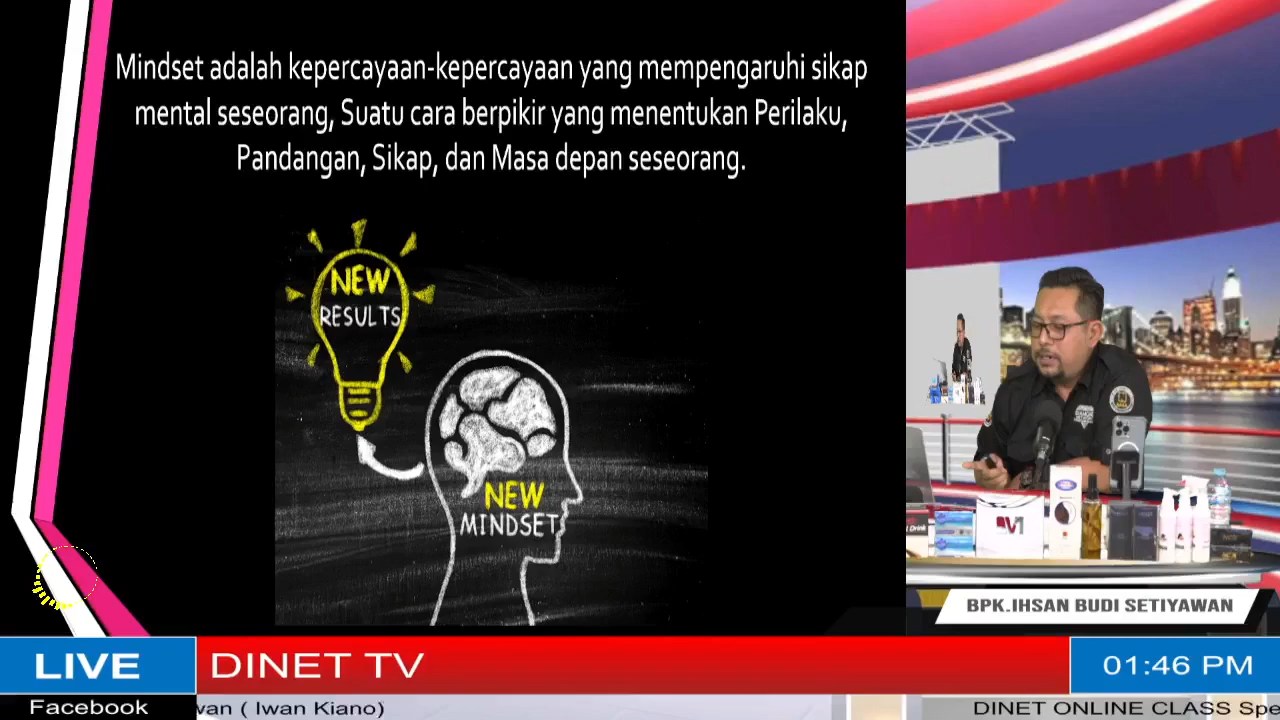 Mindset adalah kepercayaan-kepercayaan yang mempengaruhi sikap
mental seseorang, Suatu cara berpikir yang menentukan Perilaku,
Pandangan, Sikap, dan Masa depan seseorang.
NEW
RESULTS
NEW
MINDSET
V1
BPK.IHSAN BUDI SETIYAWAN
LIVE
DINET TV
01:46 PM
Facebook
wan ( Iwan Kiano)
DINET ONLINE CLASS Spe